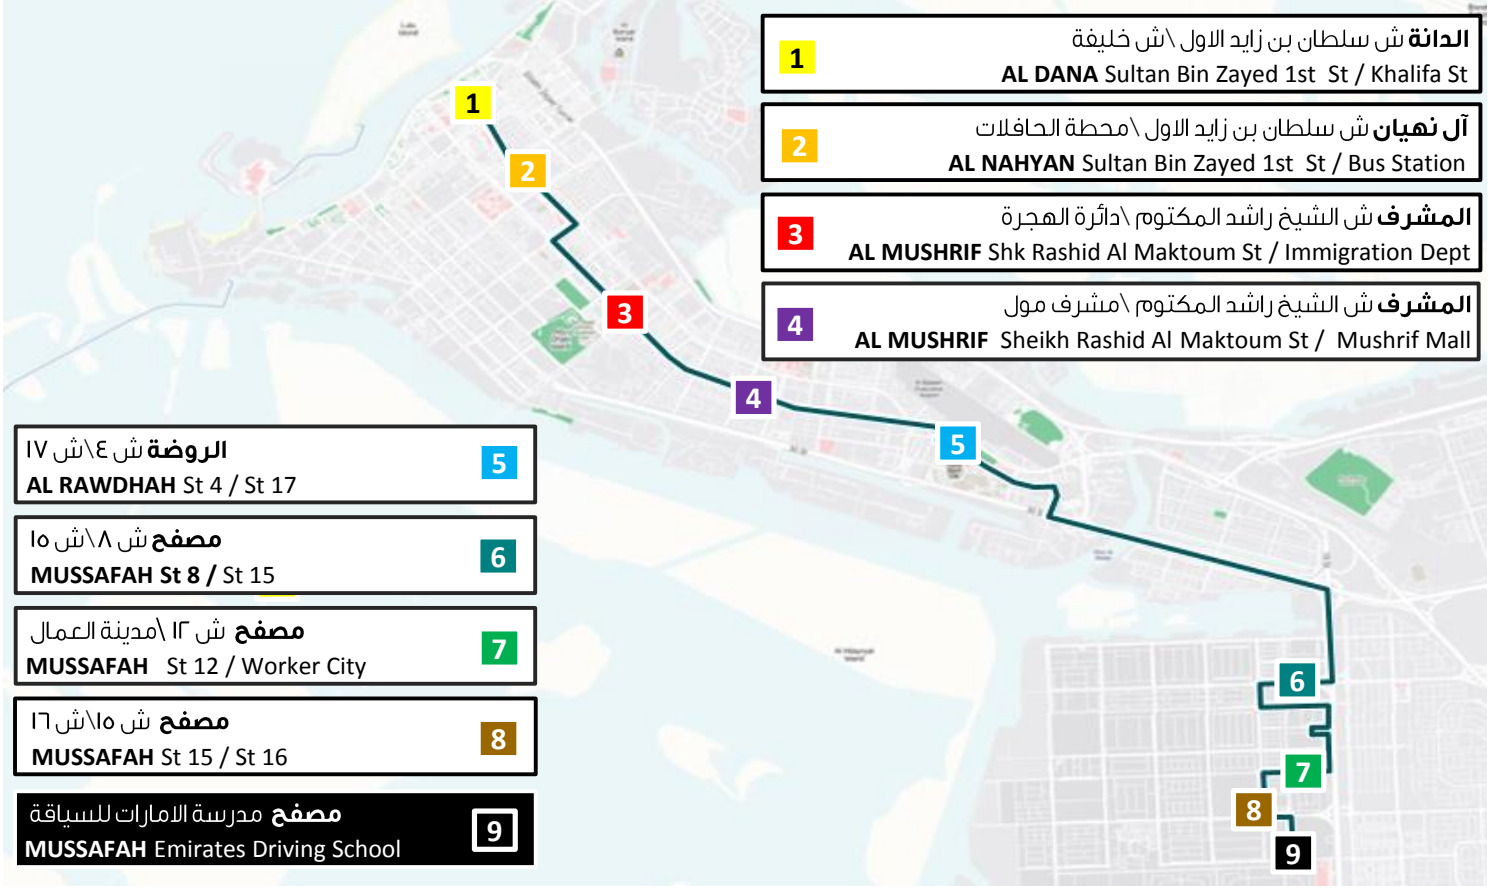 1
الدانة ش سلطان بن زايد الاول \ش خليفة
AL DANA Sultan Bin Zayed 1st St / Khalifa St
2
آل نهيان ش سلطان بن زايد الاول \محطة الحافلات
AL NAHYAN Sultan Bin Zayed 1st St / Bus Station
3
المشرف ش الشيخ راشد المكتوم \دائرة الهجرة
AL MUSHRIF Shk Rashid Al Maktoum St / Immigration Dept
4
المشرف ش الشيخ راشد المكتوم \مشرف مول
AL MUSHRIF Sheikh Rashid Al Maktoum St / Mushrif Mall
الروضة ش ٤\ش ١٧
AL RAWDHAH St 4 / St 17
5
مصفح ش ٨\ش ١٥
MUSSAFAH St 8 / St 15
6
مصفح ش ١٢ \مدينة العمال
MUSSAFAH St 12 / Worker City
7
مصفح ش ١٥\ش ١٦
MUSSAFAH St 15 / St 16
8
مصفح مدرسة الامارات للسياقة
MUSSAFAH Emirates Driving School
9
1
2
3
4
5
6
7
8
9